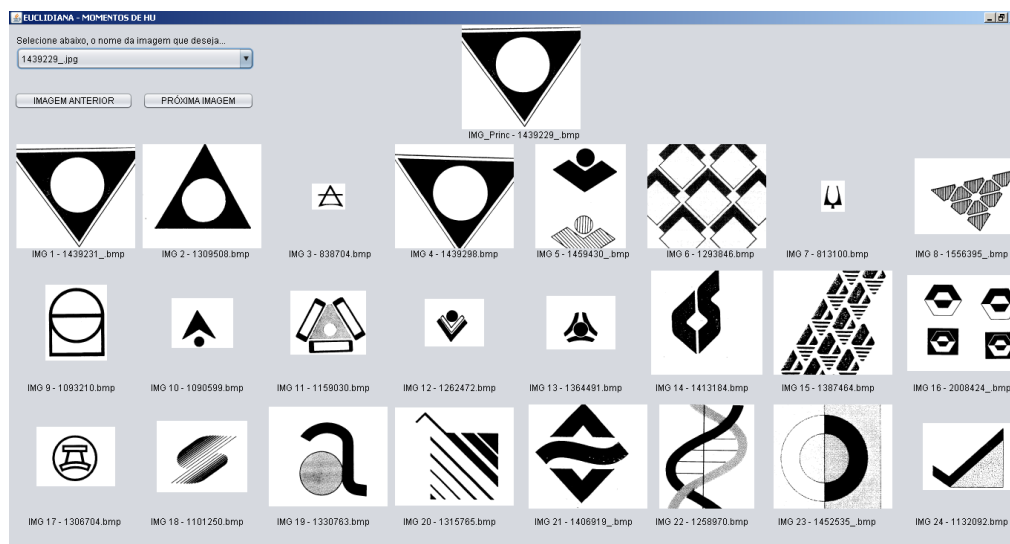 EUCLIDIANA - MOMENTOS DE HU
Selecione abaixo, o nome da imagem que deseja...
1439229_.jpg
IMAGEM ANTERIOR
PRÓXIMA IMAGEM
IMG_Princ - 1439229_.bmp
IMG 1 - 1439231_.bmp
IMG 2 - 1309508.bmp
IMG 3 - 838704.bmp
IMG 4 - 1439298.bmp
IMG 5 - 1459430_.bmp
IMG 6 - 1293846.bmp
IMG 7 - 813100.bmp
IMG 8 - 1556395_.bmp
IMG 9 - 1093210.bmp
IMG 10 - 1090599.bmp
IMG 11 - 1159030.bmp
IMG 12 - 1262472.bmp
IMG 13 - 1364491.bmp
IMG 14 - 1413184.bmp
IMG 15 - 1387464.bmp
IMG 16 - 2008424_.bmp
IMG 17 - 1306704.bmp
IMG 18 - 1101250.bmp
IMG 19 - 1330763.bmp
IMG 20 - 1315765.bmp
IMG 21 - 1406919_.bmp
IMG 22 - 1258970.bmp
IMG 23 - 1452535_.bmp
IMG 24 - 1132092.bmp